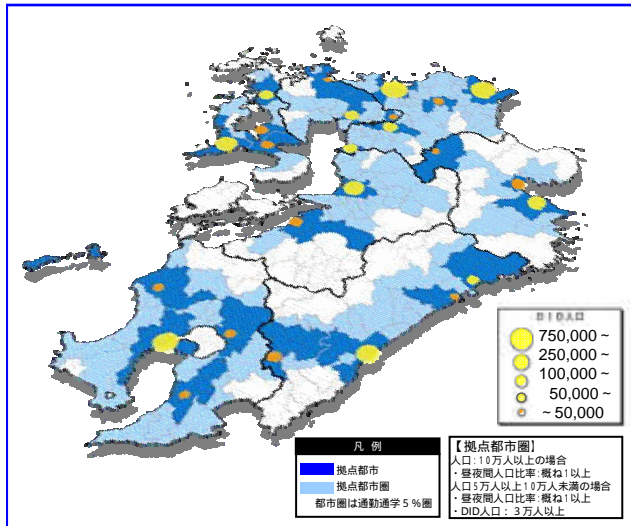 DID人口
750,000 ~
250,000 ~
100,000 ~
50,000 ~
~ 50,000
凡 例
拠点都市
拠点都市圏
都市圏は通勤通学5%圏
【拠点都市圏】
人口:10万人以上の場合
・昼夜間人口比率:概ね1以上
人口5万人以上10万人未満の場合
・昼夜間人口比率:概ね1以上
・DID人口:3万人以上